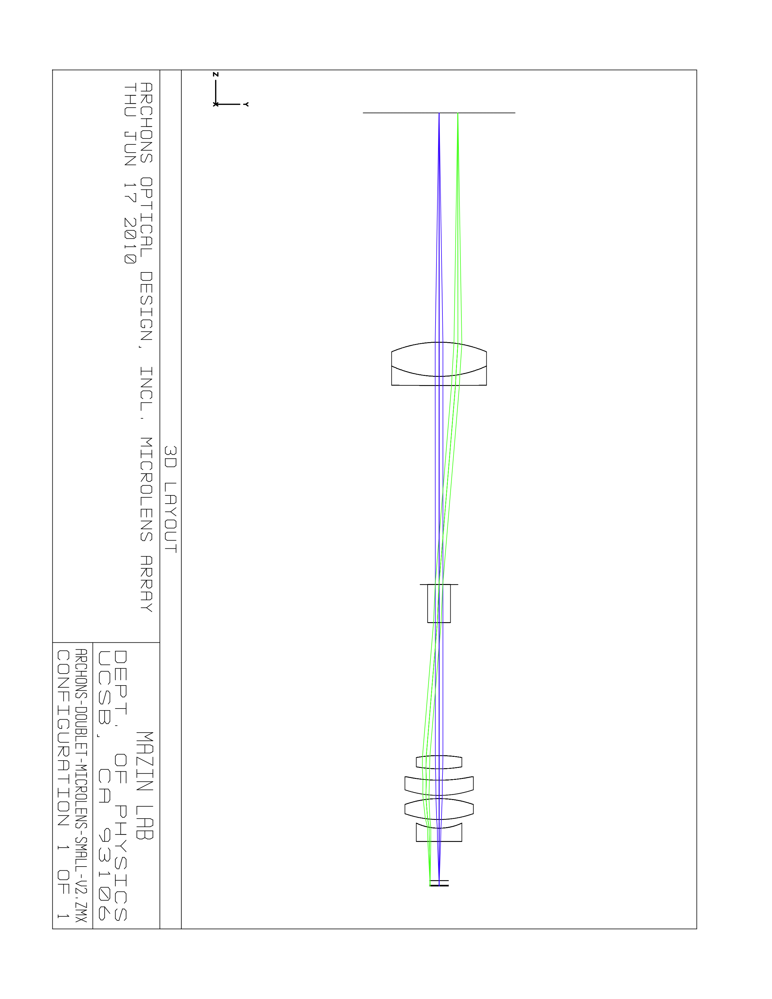 Y
Z
X
3D LAYOUT
ARCHONS OPTICAL DESIGN, INCL. MICROLENS ARRAY
THU JUN 17 2010
MAZIN LAB
DEPT. OF PHYSICS
UCSB, CA 93106
ARCHONS-DOUBLET-MICROLENS-SMALL-V2.ZMX
CONFIGURATION 1 OF 1